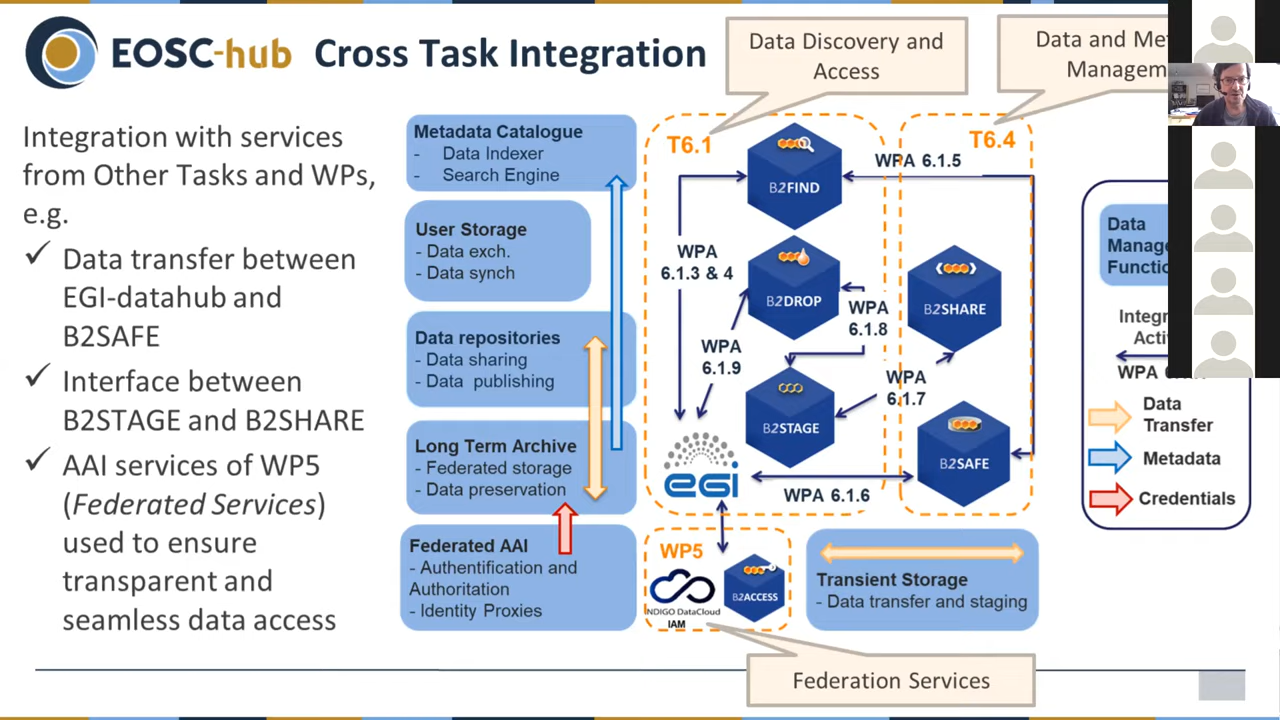 EOSC-hub Cross Task Integration
Integration with services
from Other Tasks and WPs,
e.g.
✓ Data transfer between
EGI-datahub and
B2SAFE
✓ Interface between
B2STAGE and B2SHARE
✓ AAI services of WP5
(Federated Services)
used to ensure
transparent and
seamless data access
Metadata Catalogue
- Data Indexer
- Search Engine
User Storage
- Data exch.
- Data synch
Data repositories
- Data sharing
- Data publishing
Long Term Archive
- Federated storage
- Data preservation
Federated AAI
- Authentification and
Authoritation
- Identity Proxies
Data Discovery and
Access
Data and Met
Managem
T6.1
T6.4
B2FIND
WPA 6.1.5
WPA
6.1.3 & 4
B2DROP
WPA
6.1.8
B2SHARE
WPA
6.1.9
WPA
6.1.7
B2STAGE
B2SAFE
egi
WPA 6.1.6
WP5
INDIGO DataCloud
IAM
B2ACCESS
Transient Storage
- Data transfer and staging
Federation Services
Data
Manag
Functio
Integr
Acti
WPA
Data
Transfer
Metadata
Credentials